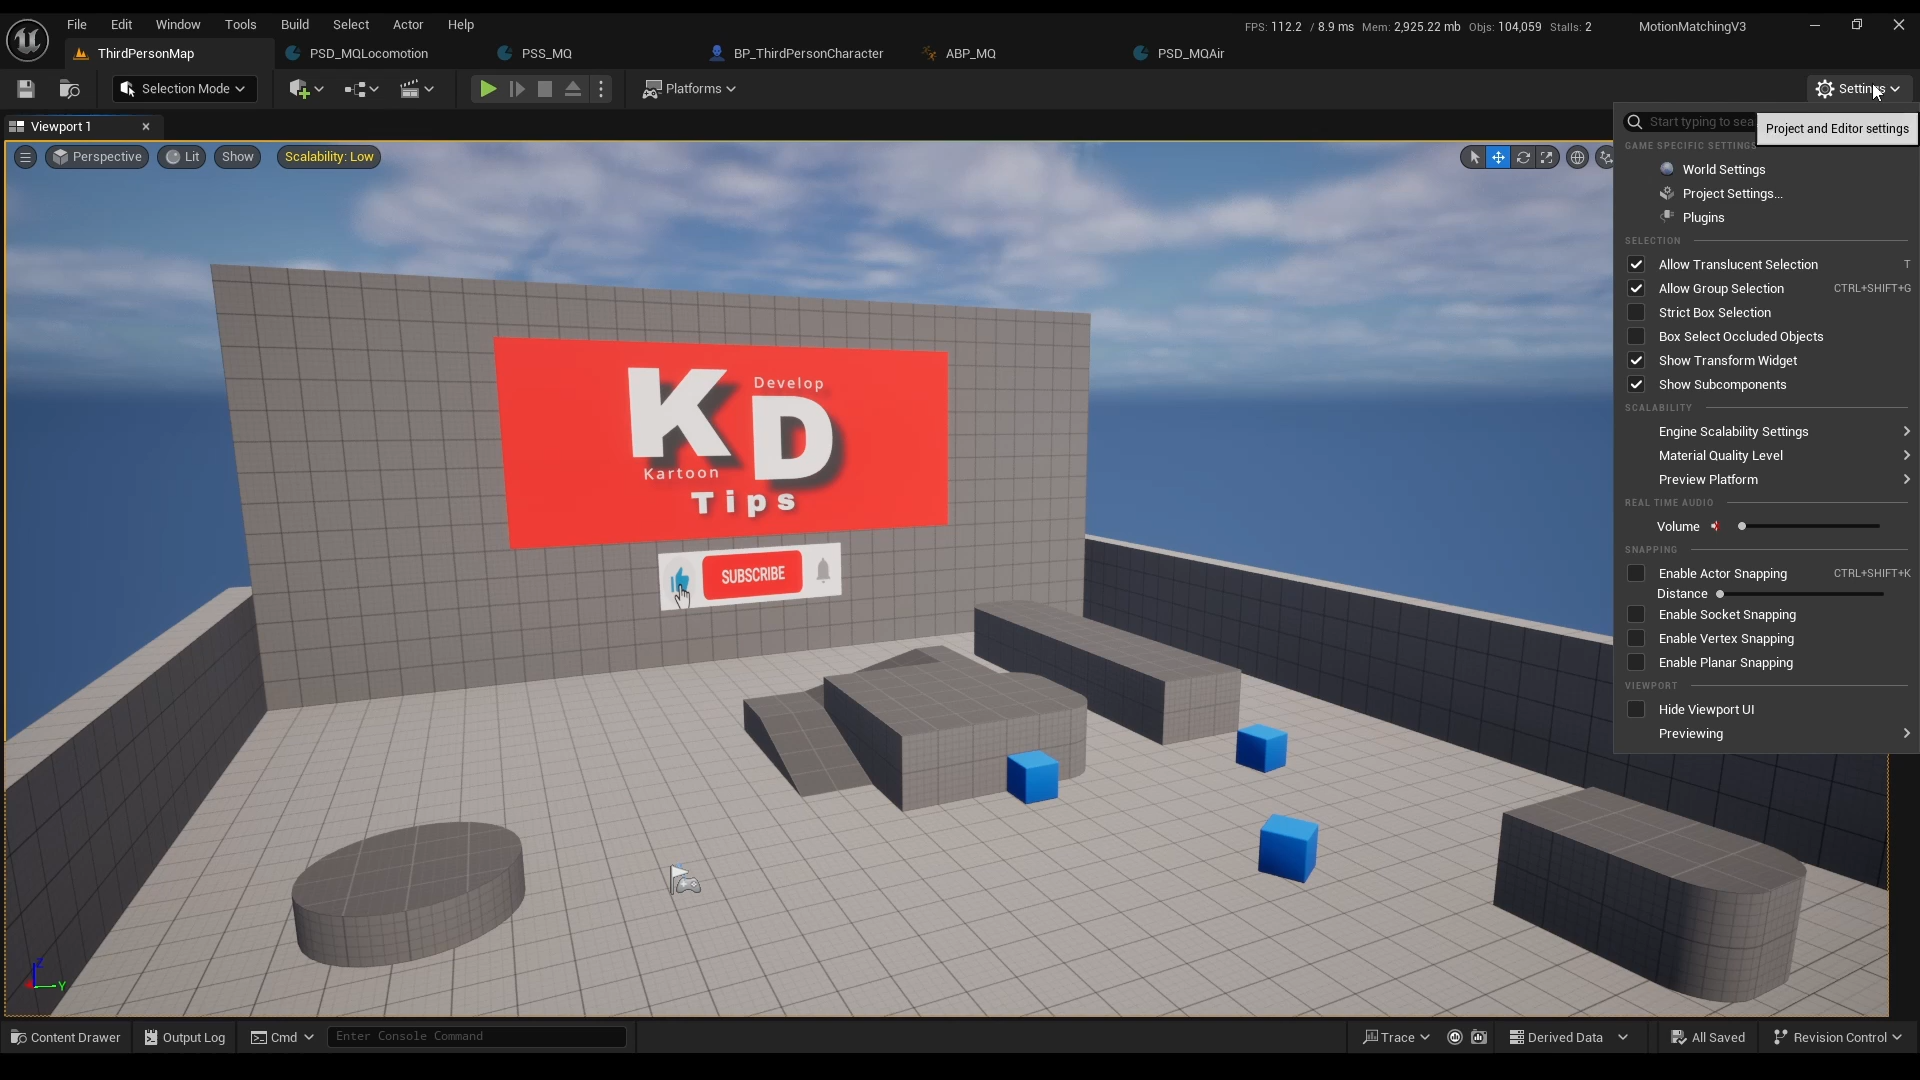 File Edit Window Tools Build Select Actor Help
FPS: 112.2 / 8.9 ms Mem: 2,925.22 mb Objs: 104,059 Stalls: 2 MotionMatchingV3
ThirdPersonMap PSD_MQLocomotion PSS_MQ BP_ThirdPersonCharacter ABP_MQ PSD_MQAir
Selection Mode Platforms Settings
Viewport 1
Start typing to sea
Project and Editor settings
Perspective Lit Show Scalability: Low
GAME SPECIFIC SETTINGS
World Settings
Project Settings...
Plugins
SELECTION
Allow Translucent Selection T
Allow Group Selection CTRL+SHIFT+G
Strict Box Selection
Box Select Occluded Objects
Show Transform Widget
Show Subcomponents
SCALABILITY
Engine Scalability Settings
Material Quality Level
Preview Platform
REAL TIME AUDIO
Volume
SNAPPING
Enable Actor Snapping CTRL+SHIFT+K
Distance
Enable Socket Snapping
Enable Vertex Snapping
Enable Planar Snapping
VIEWPORT
Hide Viewport UI
Previewing
K Develop
D
Kartoon
Tips
SUBSCRIBE
Z
Y
Content Drawer Output Log Cmd Enter Console Command Trace Derived Data All Saved Revision Control